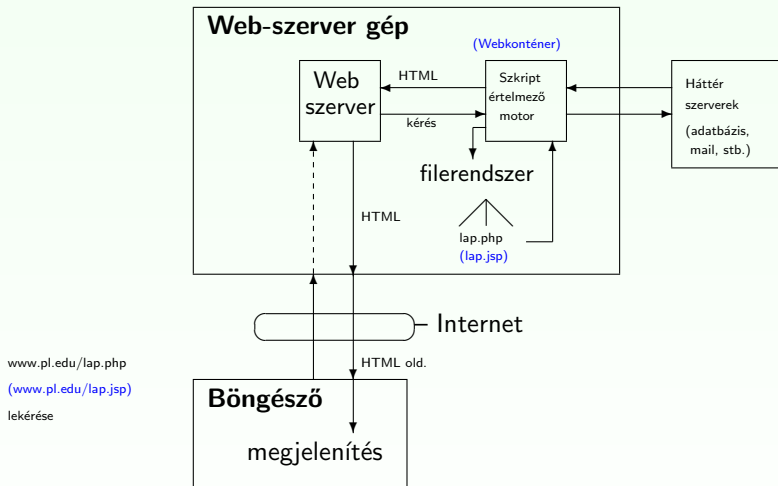 Web-szerver gép
(Webkonténer)
Web
szerver
HTML
kérés
Szkript
értelmező
motor
Háttér
szerverek
(adatbázis,
mail, stb.)
filerendszer
HTML
lap.php
(lap.jsp)
Internet
www.pl.edu/lap.php
(www.pl.edu/lap.jsp)
lekérése
HTML old.
Böngésző
megjelenítés